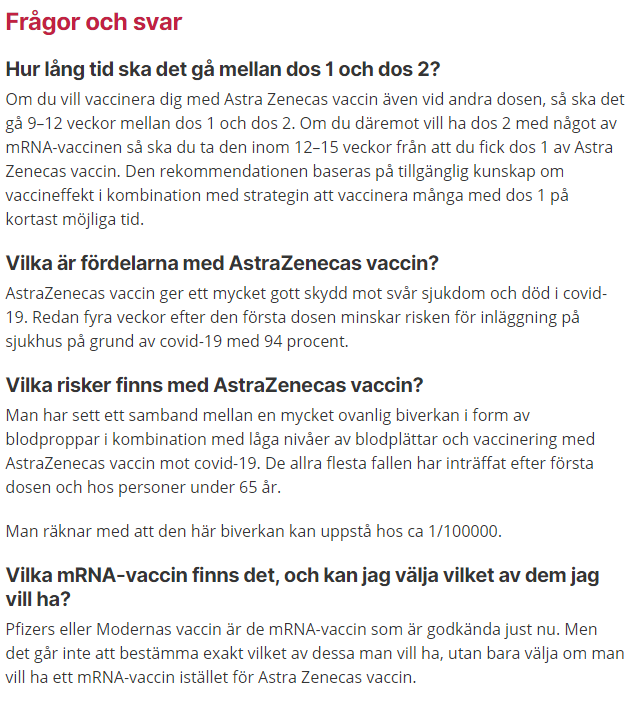 Frågor och svar
Hur lång tid ska det gå mellan dos 1 och dos 2?
Om du vill vaccinera dig med Astra Zenecas vaccin även vid andra dosen, så ska det
gå 9–12 veckor mellan dos 1 och dos 2. Om du däremot vill ha dos 2 med något av
mRNA-vaccinen så ska du ta den inom 12–15 veckor från att du fick dos 1 av Astra
Zenecas vaccin. Den rekommendationen baseras på tillgänglig kunskap om
vaccineffekt i kombination med strategin att vaccinera många med dos 1 på
kortast möjliga tid.
Vilka är fördelarna med AstraZenecas vaccin?
AstraZenecas vaccin ger ett mycket gott skydd mot svår sjukdom och död i covid-
19. Redan fyra veckor efter den första dosen minskar risken för inläggning på
sjukhus på grund av covid-19 med 94 procent.
Vilka risker finns med AstraZenecas vaccin?
Man har sett ett samband mellan en mycket ovanlig biverkan i form av
blodproppar i kombination med låga nivåer av blodplättar och vaccinering med
AstraZenecas vaccin mot covid-19. De allra flesta fallen har inträffat efter första
dosen och hos personer under 65 år.
Man räknar med att den här biverkan kan uppstå hos ca 1/100000.
Vilka mRNA-vaccin finns det, och kan jag välja vilket av dem jag
vill ha?
Pfizers eller Modernas vaccin är de mRNA-vaccin som är godkända just nu. Men
det går inte att bestämma exakt vilket av dessa man vill ha, utan bara välja om man
vill ha ett mRNA-vaccin istället för Astra Zenecas vaccin.